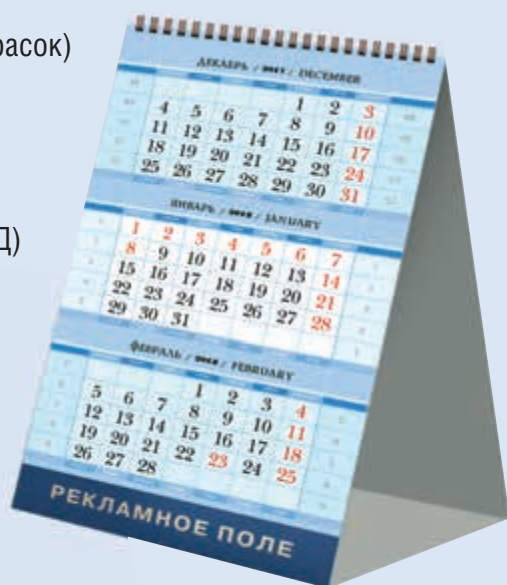 расок)
Д)
ДЕКАБРЬ / 2017 / DECEMBER
1 2 3
4 5 6 7 8 9 10
11 12 13 14 15 16 17
18 19 20 21 22 23 24
25 26 27 28 29 30 31
ЯНВАРЬ / 2018 / JANUARY
1 2 3 4 5 6 7
8 9 10 11 12 13 14
15 16 17 18 19 20 21
22 23 24 25 26 27 28
29 30 31
ФЕВРАЛЬ / 2018 / FEBRUARY
1 2 3 4
5 6 7 8 9 10 11
12 13 14 15 16 17 18
19 20 21 22 23 24 25
26 27 28
РЕКЛАМНОЕ ПОЛЕ